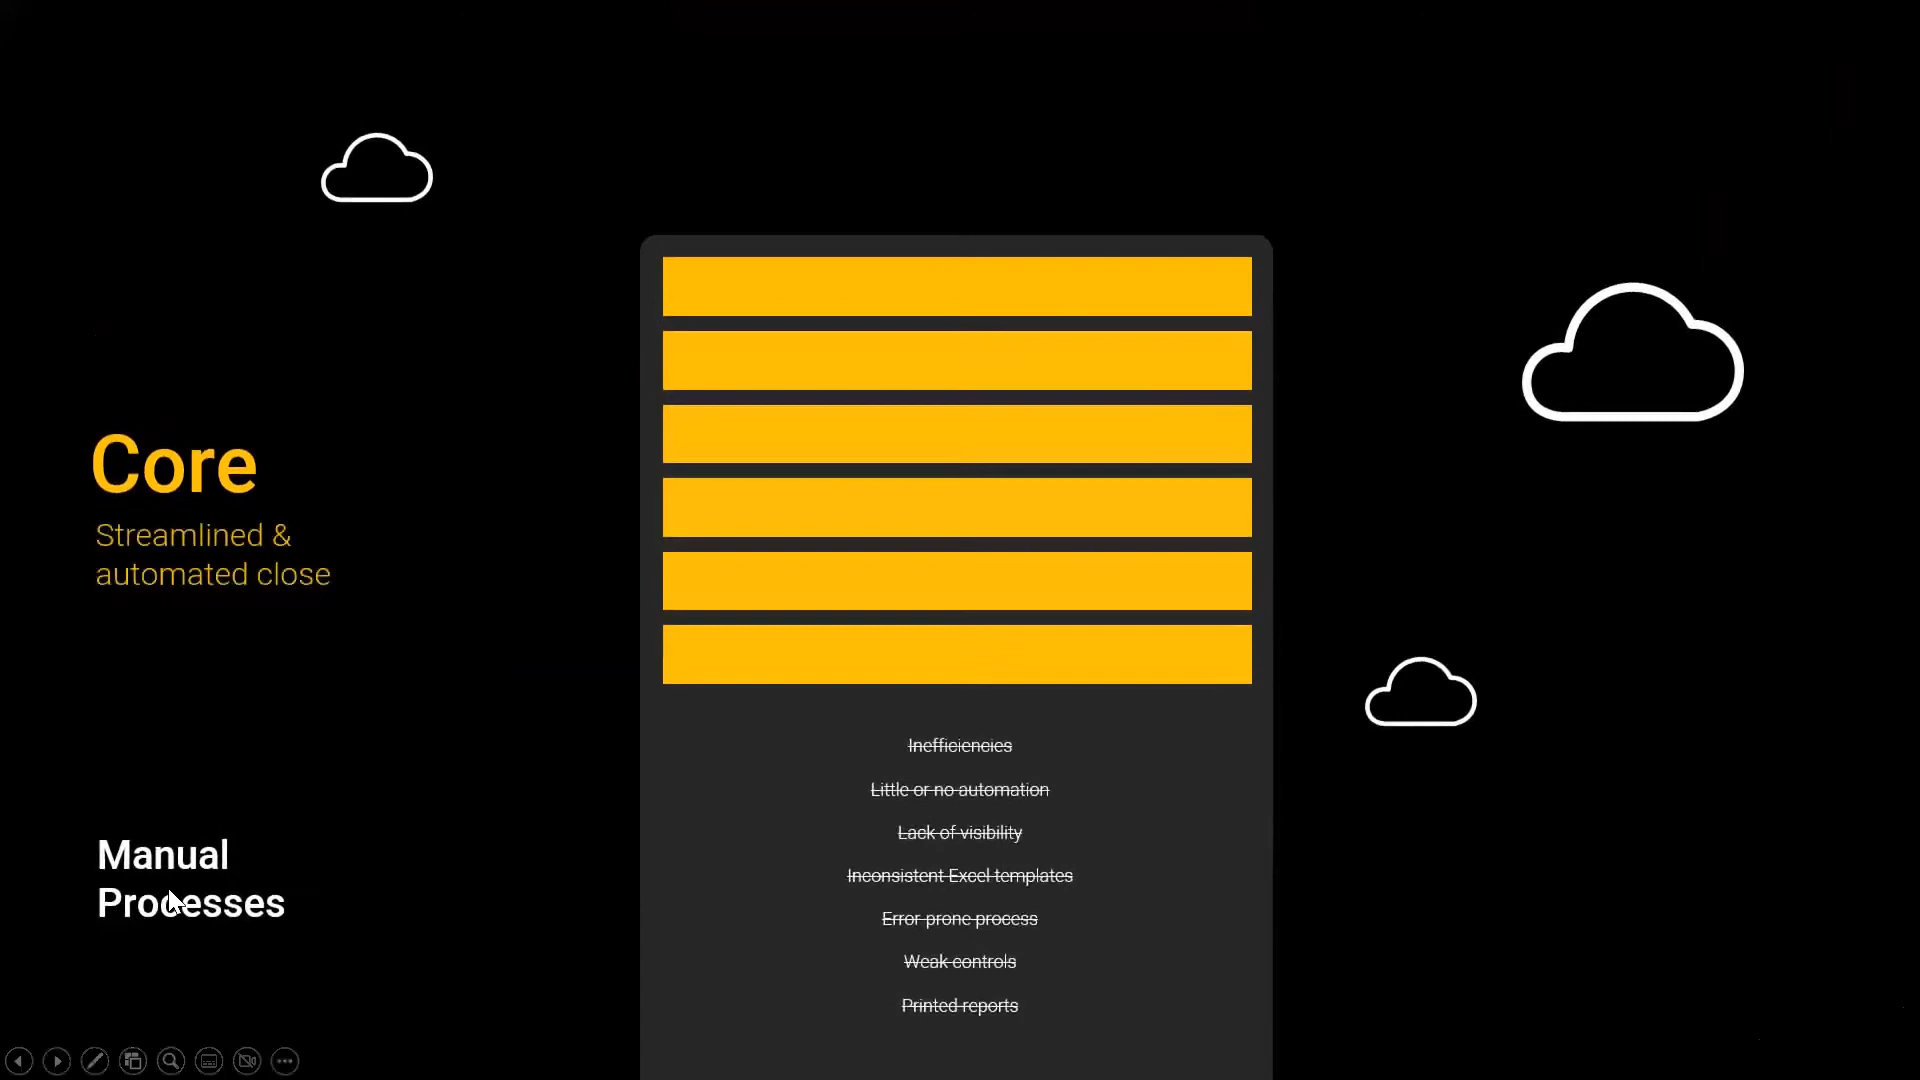 Core
Streamlined &
automated close
Manual
Processes
Inefficiencies
Little or no automation
Lack of visibility
Inconsistent Excel templates
Error prone process
Weak controls
Printed reports